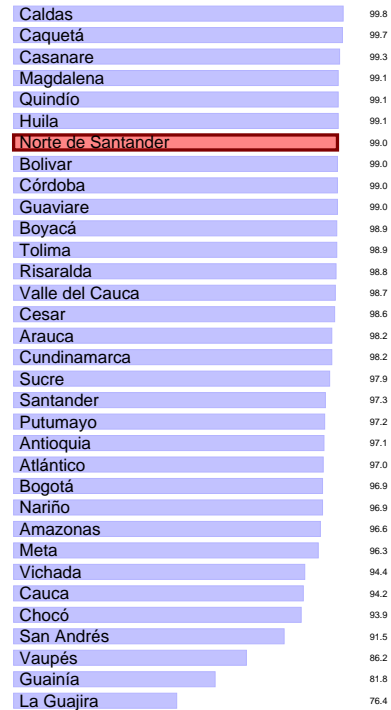 Caldas 99.8
Caquetá 99.7
Casanare 99.3
Magdalena 99.1
Quindío 99.1
Huila 99.1
Norte de Santander 99.0
Bolivar 99.0
Córdoba 99.0
Guaviare 99.0
Boyacá 98.9
Tolima 98.9
Risaralda 98.8
Valle del Cauca 98.7
Cesar 98.6
Arauca 98.2
Cundinamarca 98.2
Sucre 97.9
Santander 97.3
Putumayo 97.2
Antioquia 97.1
Atlántico 97.0
Bogotá 96.9
Nariño 96.9
Amazonas 96.6
Meta 96.3
Vichada 94.4
Cauca 94.2
Chocó 93.9
San Andrés 91.5
Vaupés 86.2
Guainía 81.8
La Guajira 76.4